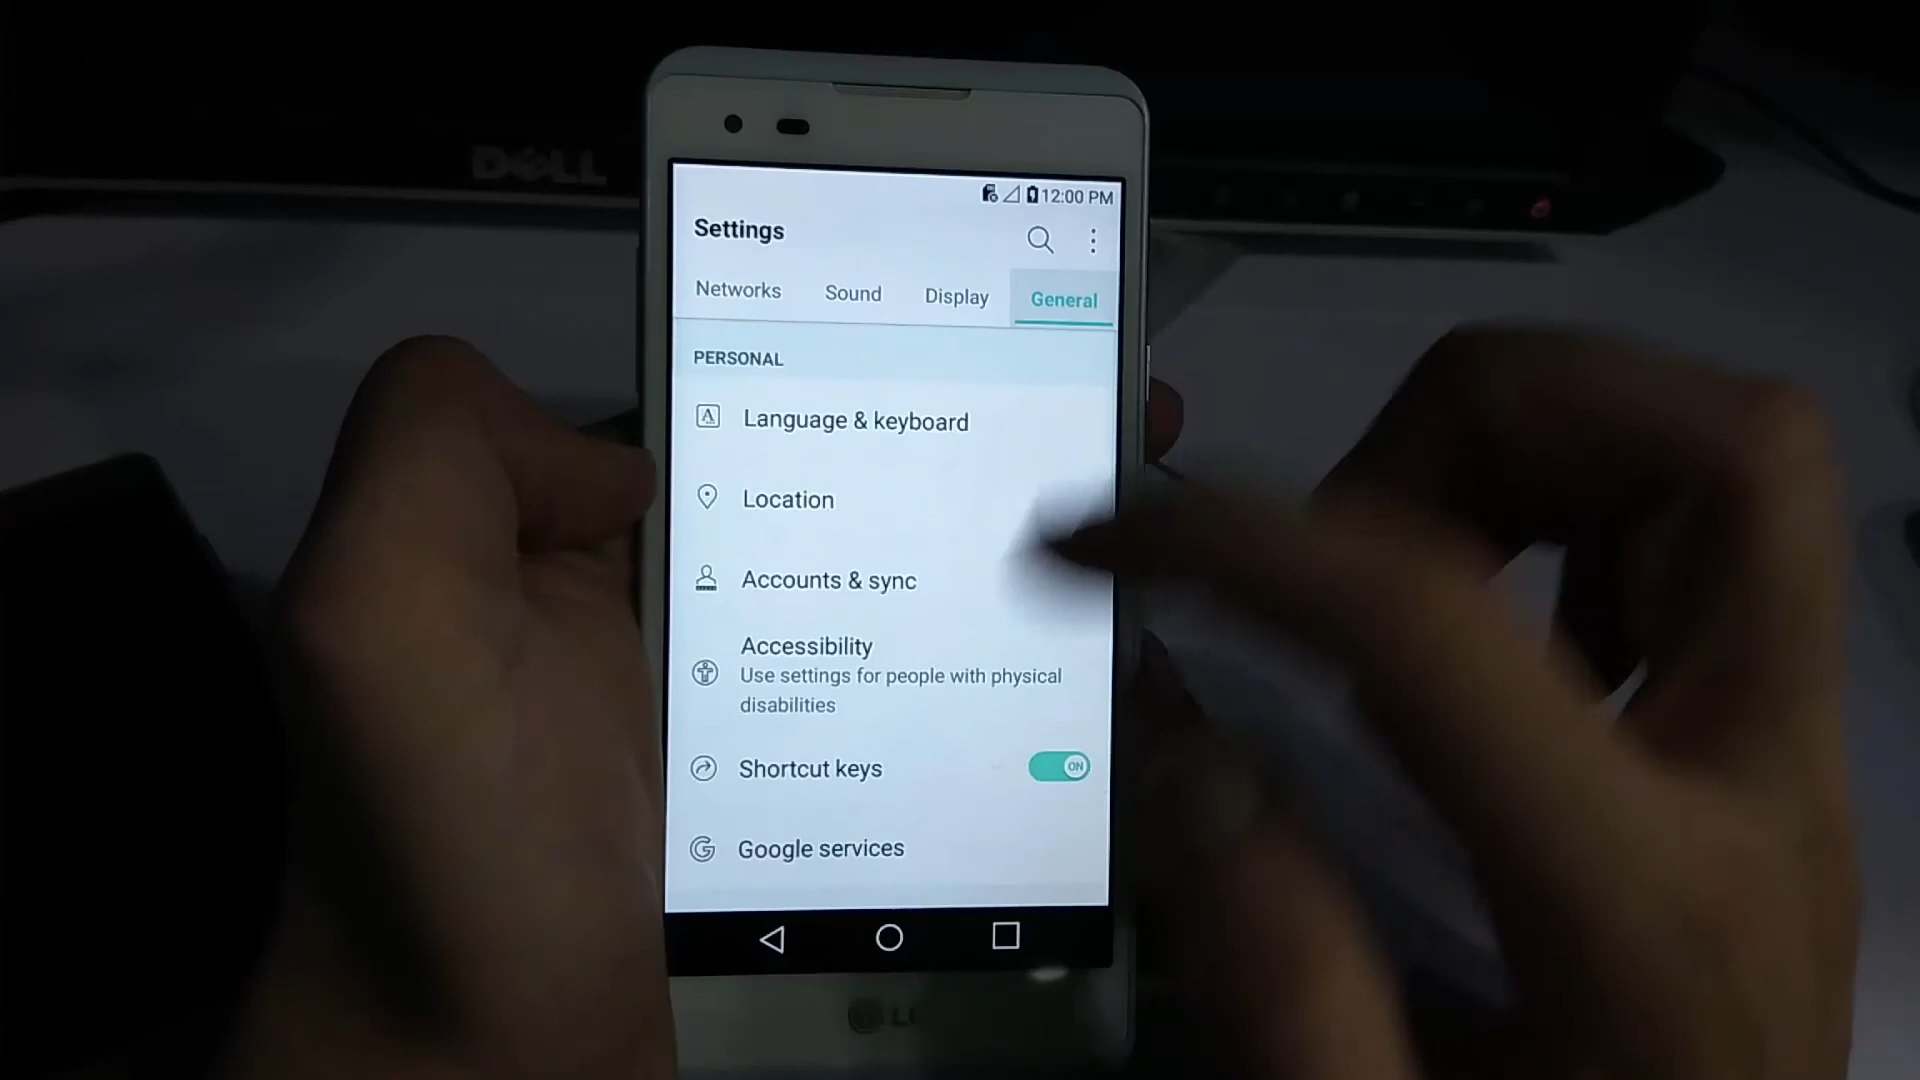 DELL
12:00 PM
Settings
Networks Sound Display General
PERSONAL
A Language & keyboard
Location
Accounts & sync
Accessibility
Use settings for people with physical
disabilities
Shortcut keys ON
G Google services
LG